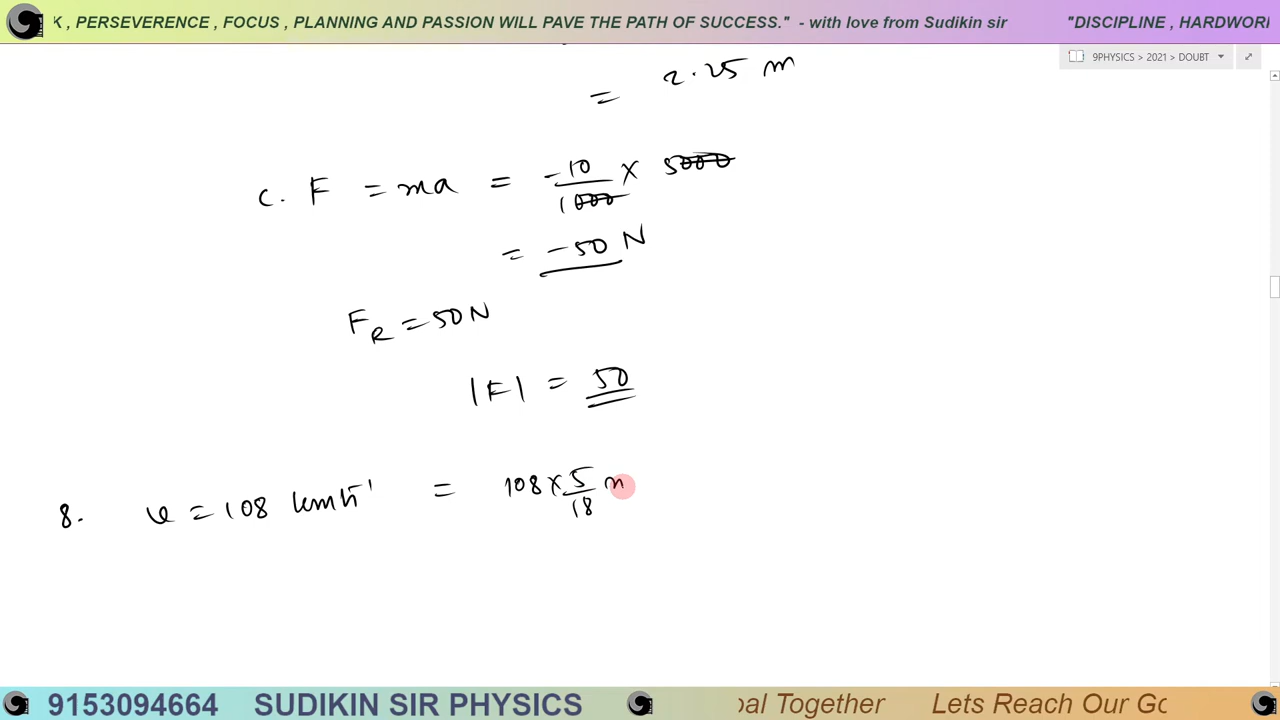 K , PERSEVERENCE , FOCUS , PLANNING AND PASSION WILL PAVE THE PATH OF SUCCESS." - with love from Sudikin sir "DISCIPLINE , HARDWORK
9PHYSICS > 2021 > DOUBT
= 2.25 m
c. F = ma = -10/1000 × 5000
= -50 N
F_R = 50 N
|F| = 50
8. u = 108 kmh⁻¹ = 108 × 5/18 m
9153094664 SUDIKIN SIR PHYSICS oal Together Lets Reach Our Go